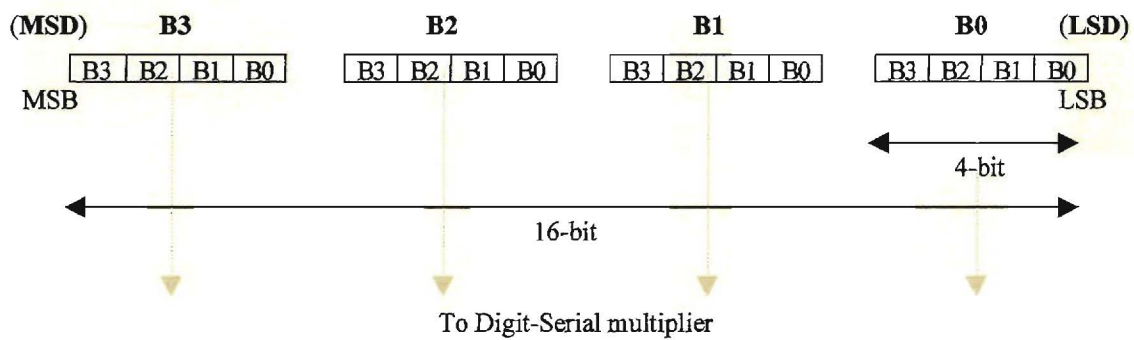 (MSD) B3 B2 B1 B0 (LSD)
B3 B2 B1 B0 B3 B2 B1 B0 B3 B2 B1 B0 B3 B2 B1 B0
MSB LSB
4-bit
16-bit
To Digit-Serial multiplier